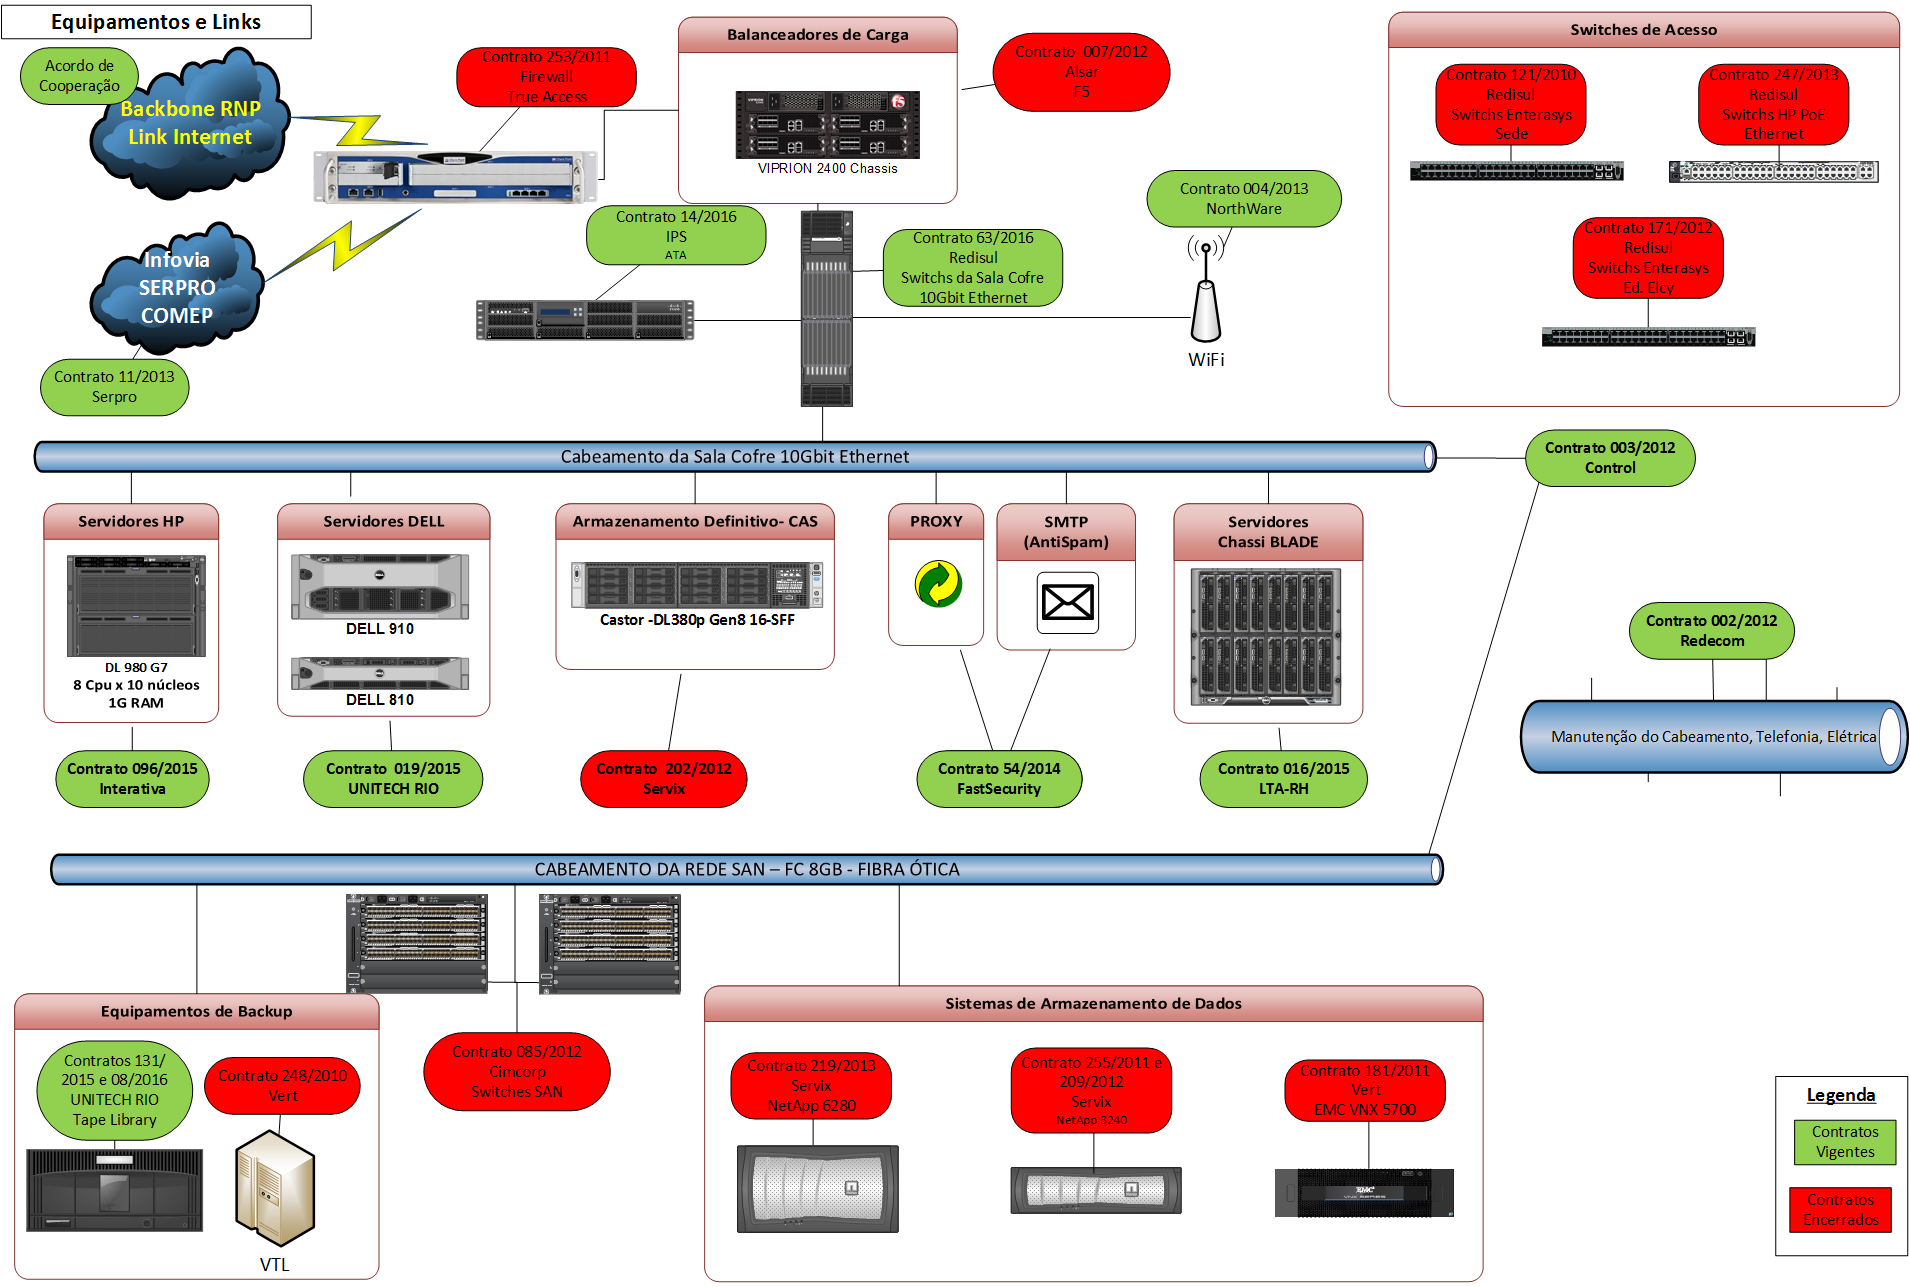 Equipamentos e Links
Acordo de
Cooperação
Backbone RNP
Link Internet
Contrato 253/2011
Firewall
True Access
Balanceadores de Carga
VIPRION
f5
VIPRION 2400 Chassis
Contrato 007/2012
Alsar
F5
Switches de Acesso
Contrato 121/2010
Redisul
Switchs Enterasys
Sede
Contrato 247/2013
Redisul
Switchs HP PoE
Ethernet
Contrato 171/2012
Redisul
Switchs Enterasys
Ed. Elcy
Infovia
SERPRO
COMEP
Contrato 11/2013
Serpro
Contrato 14/2016
IPS
ATA
Contrato 63/2016
Redisul
Switchs da Sala Cofre
10Gbit Ethernet
Contrato 004/2013
NorthWare
WiFi
Cabeamento da Sala Cofre 10Gbit Ethernet
Contrato 003/2012
Control
Servidores HP
DL 980 G7
8 Cpu x 10 núcleos
1G RAM
Contrato 096/2015
Interativa
Servidores DELL
DELL 910
DELL 810
Contrato 019/2015
UNITECH RIO
Armazenamento Definitivo- CAS
Castor -DL380p Gen8 16-SFF
Contrato 202/2012
Servix
PROXY
SMTP
(AntiSpam)
Contrato 54/2014
FastSecurity
Servidores
Chassi BLADE
Contrato 016/2015
LTA-RH
Contrato 002/2012
Redecom
Manutenção do Cabeamento, Telefonia, Elétrica
CABEAMENTO DA REDE SAN – FC 8GB - FIBRA ÓTICA
Equipamentos de Backup
Contratos 131/
2015 e 08/2016
UNITECH RIO
Tape Library
Contrato 248/2010
Vert
VTL
Contrato 085/2012
Cimcorp
Switches SAN
Sistemas de Armazenamento de Dados
Contrato 219/2013
Servix
NetApp 6280
Contrato 255/2011 e
209/2012
Servix
NetApp 3240
Contrato 181/2011
Vert
EMC VNX 5700
EMC
VNX SERIES
Legenda
Contratos
Vigentes
Contratos
Encerrados